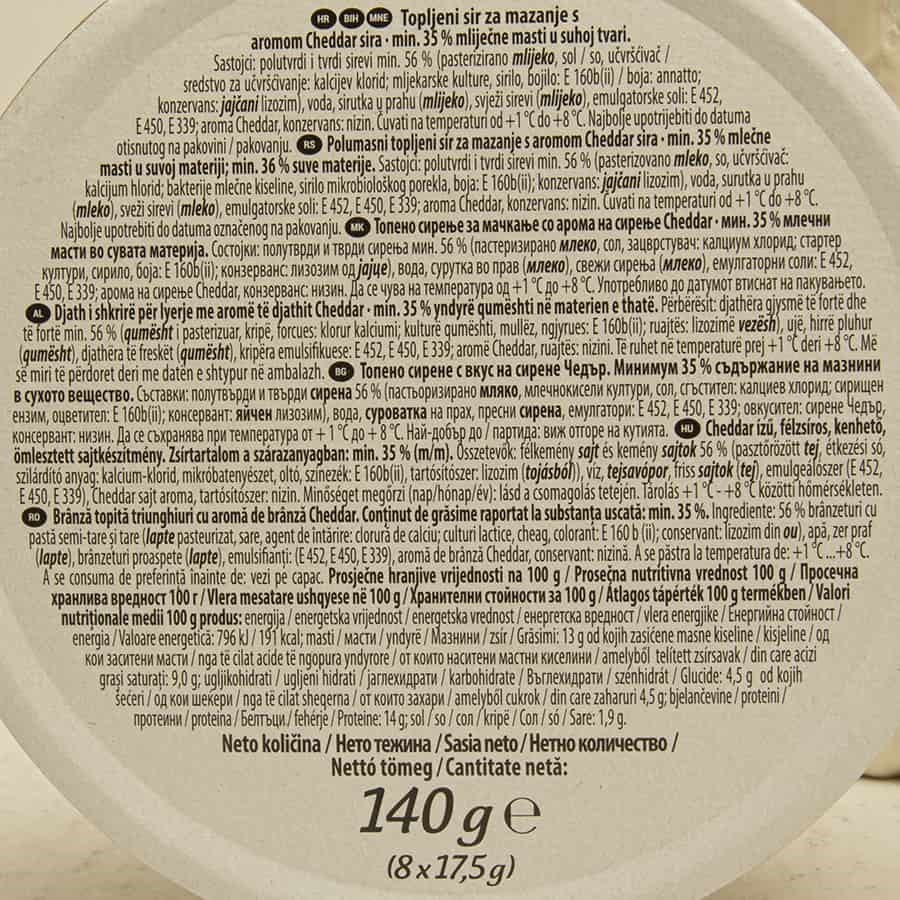 HR BIH MNE Topljeni sir za mazanje s
aromom Cheddar sira · min. 35 % mliječne masti u suhoj tvari.
Sastojci: polutvrdi i tvrdi sirevi min. 56 % (pasterizirano mlijeko, sol / so, učvršćivač /
sredstvo za učvršćivanje: kalcijev klorid; mljekarske kulture, sirilo, bojilo: E 160b(ii) / boja: annatto;
konzervans: jajčani lizozim), voda, sirutka u prahu (mlijeko), svježi sirevi (mlijeko), emulgatorske soli: E 452,
E 450, E 339; aroma Cheddar, konzervans: nizin. Čuvati na temperaturi od +1 °C do +8 °C. Najbolje upotrijebiti do datuma
otisnutog na pakovini / pakovanju. RS Polumasni topljeni sir za mazanje s aromom Cheddar sira · min. 35 % mlečne
masti u suvoj materiji; min. 36 % suve materije. Sastojci: polutvrdi i tvrdi sirevi min. 56 % (pasterizovano mleko, so, učvršćivač:
kalcijum hlorid; bakterije mlečne kiseline, sirilo mikrobiološkog porekla, boja: E 160b(ii); konzervans: jajčani lizozim), voda, surutka u prahu
(mleko), sveži sirevi (mleko), emulgatorske soli: E 452, E 450, E 339; aroma Cheddar, konzervans: nizin. Čuvati na temperaturi od +1 °C do +8 °C.
Najbolje upotrebiti do datuma označenog na pakovanju. MK Топено сирење за мачкање со арома на сирење Cheddar · мин. 35 % млечни
масти во сувата материја. Состојки: полутврди и тврди сирења мин. 56 % (пастеризирано млеко, сол, зацврстувач: калциум хлорид; стартер
култури, сирило, боја: E 160б(ii); конзерванс: лизозим од јајце), вода, сурутка во прав (млеко), свежи сирења (млеко), емулгаторни соли: E 452,
E 450, E 339; арома на сирење Cheddar, конзерванс: низин. Да се чува на температура од +1 °C до +8 °C. Употребливо до датумот втиснат на пакувањето.
AL Djath i shkrirë për lyerje me aromë të djathit Cheddar · min. 35 % yndyrë qumështi në materien e thatë. Përbërësit: djathëra gjysmë të fortë dhe
të fortë min. 56 % (qumësht i pasterizuar, kripë, forcues: klorur kalciumi; kulturë qumështi, mullëz, ngjyrues: E 160b(ii); ruajtës: lizozimë vezësh), ujë, hirrë pluhur
(qumësht), djathëra të freskët (qumësht), kripëra emulsifikuese: E 452, E 450, E 339; aromë Cheddar, ruajtës: nizini. Të ruhet në temperaturë prej +1 °C deri +8 °C. Më
së miri të përdoret deri me datën e shtypur në ambalazh. BG Топено сирене с вкус на сирене Чедър. Минимум 35 % съдържание на мазнини
в сухото вещество. Съставки: полутвърди и твърди сирена 56 % (пастьоризирано мляко, млечнокисели култури, сол, сгъстител: калциев хлорид; сирищен
ензим, оцветител: E 160b(ii); консервант: яйчен лизозим), вода, суроватка на прах, пресни сирена, емулгатори: E 452, E 450, E 339; овкусител: сирене Чедър,
консервант: низин. Да се съхранява при температура от + 1 °C до + 8 °C. Най-добър до / партида: виж отгоре на кутията. HU Cheddar ízű, félzsíros, kenhető,
ömlesztett sajtkészítmény. Zsírtartalom a szárazanyagban: min. 35 % (m/m). Összetevők: félkemény sajt és kemény sajtok 56 % (pasztőrözött tej, étkezési só,
szilárdító anyag: kalcium-klorid, mikrobatenyészet, oltó, színezék: E 160b(ii), tartósítószer: lizozim (tojásból)), víz, tejsavópor, friss sajtok (tej), emulgeálószer (E 452,
E 450, E 339), Cheddar sajt aroma, tartósítószer: nizin. Minőséget megőrzi (nap/hónap/év): lásd a csomagolás tetején. Tárolás +1 °C - +8 °C közötti hőmérsékleten.
RO Brânză topită triunghiuri cu aromă de brânză Cheddar. Conținut de grăsime raportat la substanța uscată: min. 35 %. Ingrediente: 56 % brânzeturi cu
pastă semi-tare și tare (lapte pasteurizat, sare, agent de întărire: clorură de calciu; culturi lactice, cheag, colorant: E 160 b (ii); conservant: lizozim din ou), apă, zer praf
(lapte), brânzeturi proaspete (lapte), emulsifianți: (E 452, E 450, E 339), aromă de brânză Cheddar, conservant: nizină. A se păstra la temperatura de: +1 °C ...+8 °C.
A se consuma de preferință înainte de: vezi pe capac. Prosječne hranjive vrijednosti na 100 g / Prosečna nutritivna vrednost 100 g / Просечна
хранлива вредност 100 г / Vlera mesatare ushqyese në 100 g / Хранителни стойности за 100 g / Átlagos tápérték 100 g termékben / Valori
nutriționale medii 100 g produs: energija / energetska vrijednost / energetska vrednost / енергетска вредност / vlera energjike / Енергийна стойност /
energia / Valoare energetică: 796 kJ / 191 kcal; masti / масти / yndyrë / Мазнини / zsír / Grăsimi: 13 g od kojih zasićene masne kiseline / kisjeline / од
кои заситени масти / nga të cilat acide të ngopura yndyrore / от които наситени мастни киселини / amelyből telített zsírsavak / din care acizi
grași saturați: 9,0 g; ugljikohidrati / ugljeni hidrati / јаглехидрати / karbohidrate / Въглехидрати / szénhidrát / Glucide: 4,5 g od kojih
šećeri / од кои шекери / nga të cilat sheqerna / от които захари / amelyből cukrok / din care zaharuri 4,5 g; bjelančevine / proteini /
протеини / proteina / Белтъци / fehérje / Proteine: 14 g; sol / so / сол / kripë / Сол / só / Sare: 1,9 g.
Neto količina / Нето тежина / Sasia neto / Нетно количество /
Nettó tömeg / Cantitate netă:
140 g e
(8 x 17,5 g)